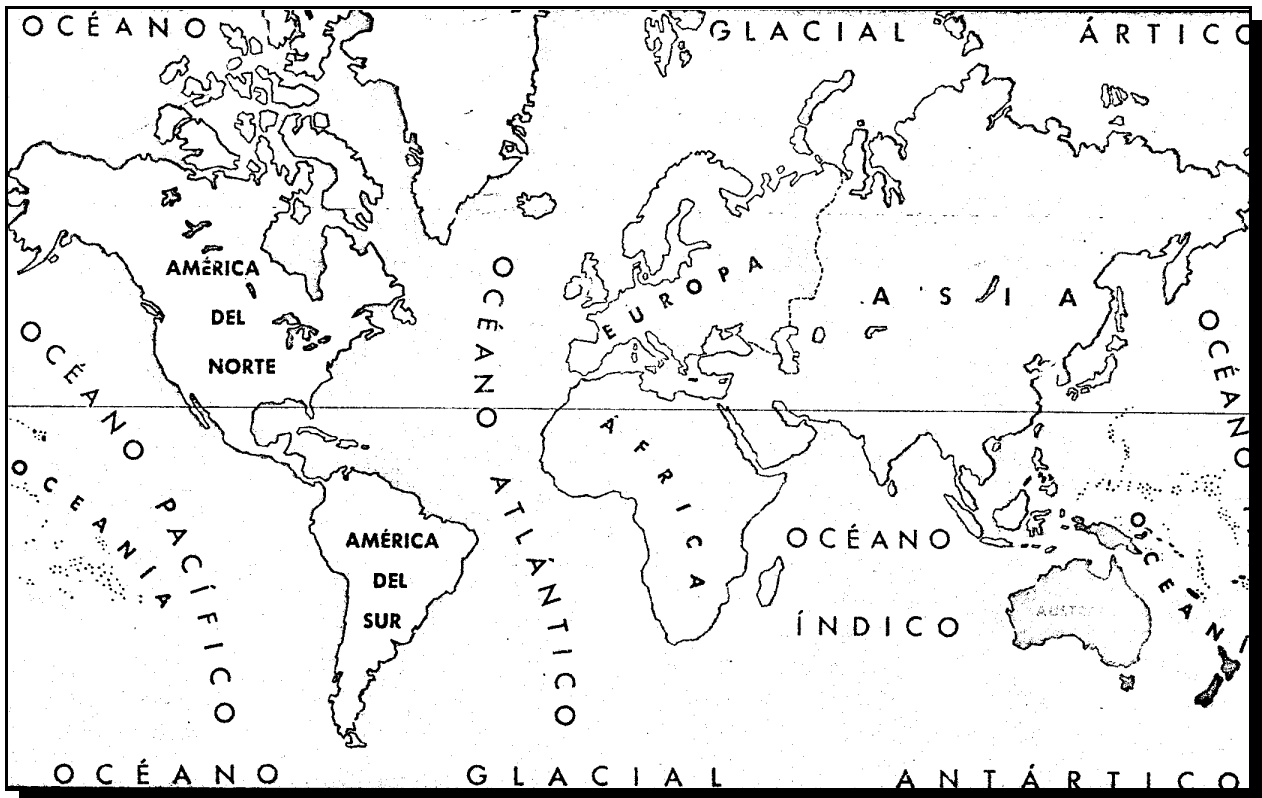 OCÉANO GLACIAL ÁRTICO
AMÉRICA
DEL
NORTE
EUROPA
ASIA
OCÉANO PACÍFICO
OCEANIA
OCÉANO ATLÁNTICO
ÁFRICA
AMÉRICA
DEL
SUR
OCÉANO
ÍNDICO
OCÉANO
OCEANI
OCÉANO GLACIAL ANTÁRTICO